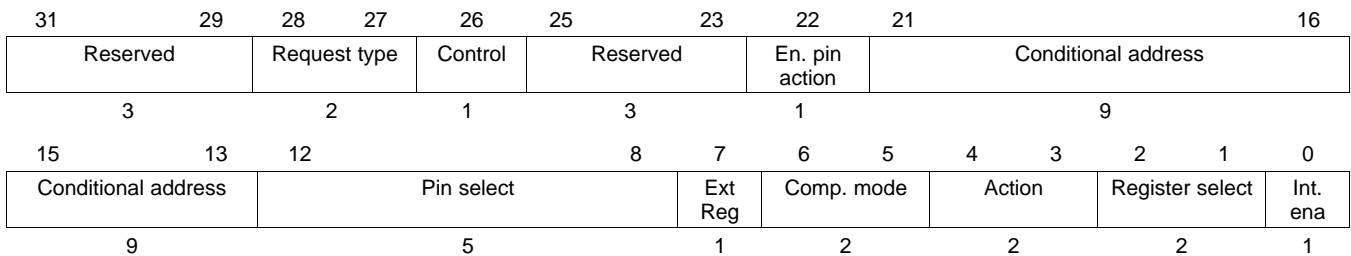 31 29 28 27 26 25 23 22 21 16
Reserved Request type Control Reserved En. pin action Conditional address
3 2 1 3 1 9
15 13 12 8 7 6 5 4 3 2 1 0
Conditional address Pin select Ext Reg Comp. mode Action Register select Int. ena
9 5 1 2 2 2 1